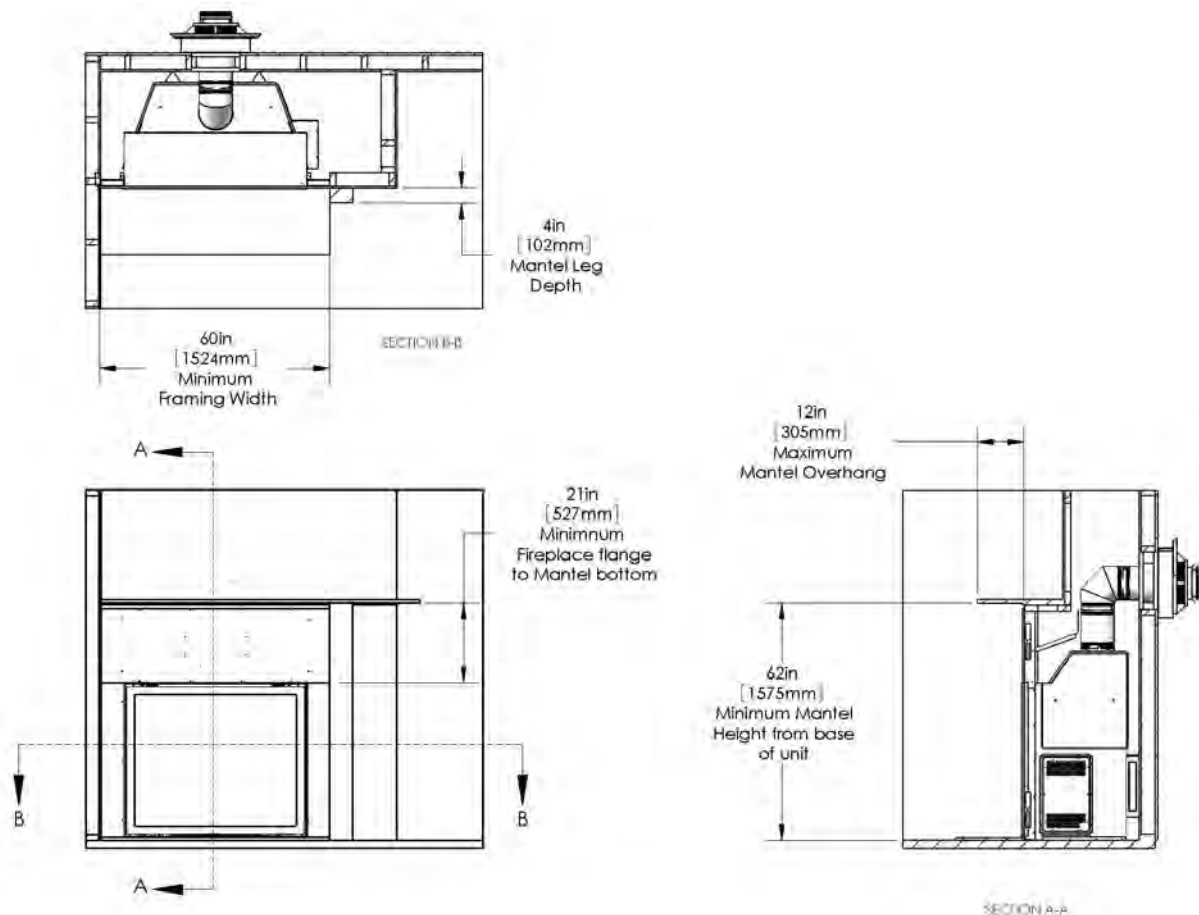 4in
[102mm]
Mantel Leg
Depth
60in
[1524mm]
Minimum
Framing Width
SECTION B-B
A
21in
[527mm]
Minimnum
Fireplace flange
to Mantel bottom
B
B
A
12in
[305mm]
Maximum
Mantel Overhang
62in
[1575mm]
Minimum Mantel
Height from base
of unit
SECTION A-A